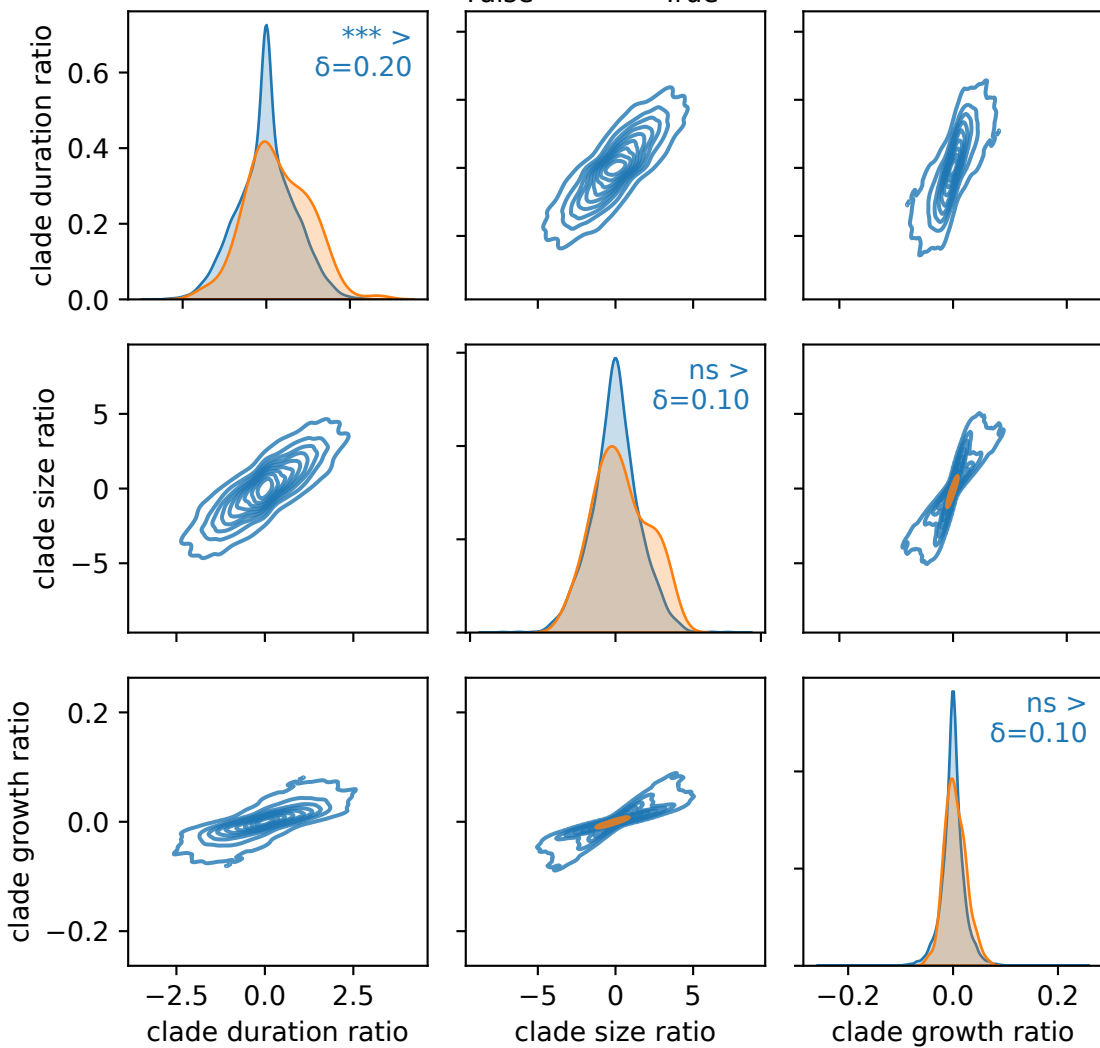 True
clade duration ratio
0.6
0.4
0.2
0.0
*** >
δ=0.20
clade size ratio
5
0
−5
ns >
δ=0.10
clade growth ratio
0.2
0.0
−0.2
ns >
δ=0.10
−2.5 0.0 2.5
−5 0 5
−0.2 0.0 0.2
clade duration ratio
clade size ratio
clade growth ratio